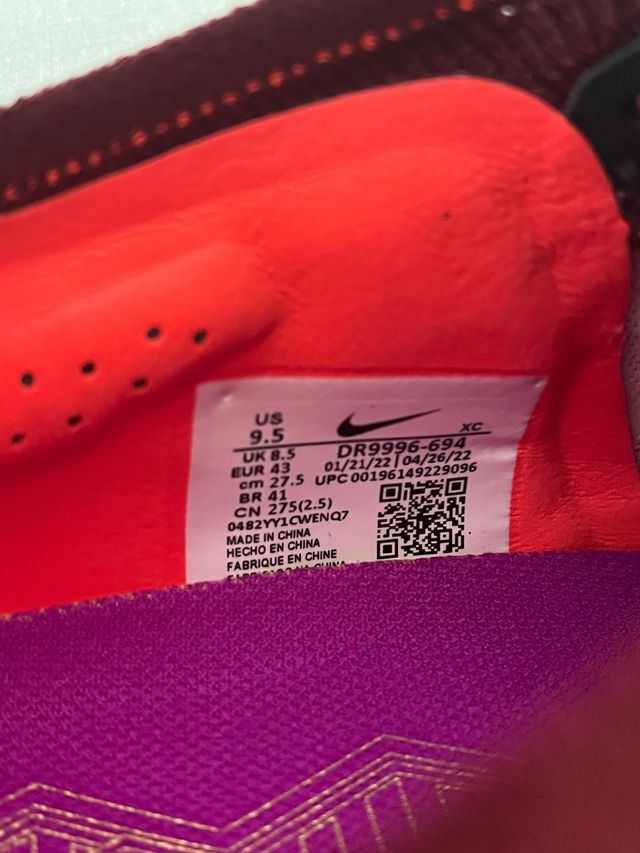 US
9.5
XC
UK 8.5
EUR 43
cm 27.5
BR 41
CN 275(2.5)
DR9996-694
01/21/22 | 04/26/22
UPC 00196149229096
0482YY1CWENQ7
MADE IN CHINA
HECHO EN CHINA
FABRIQUE EN CHINE